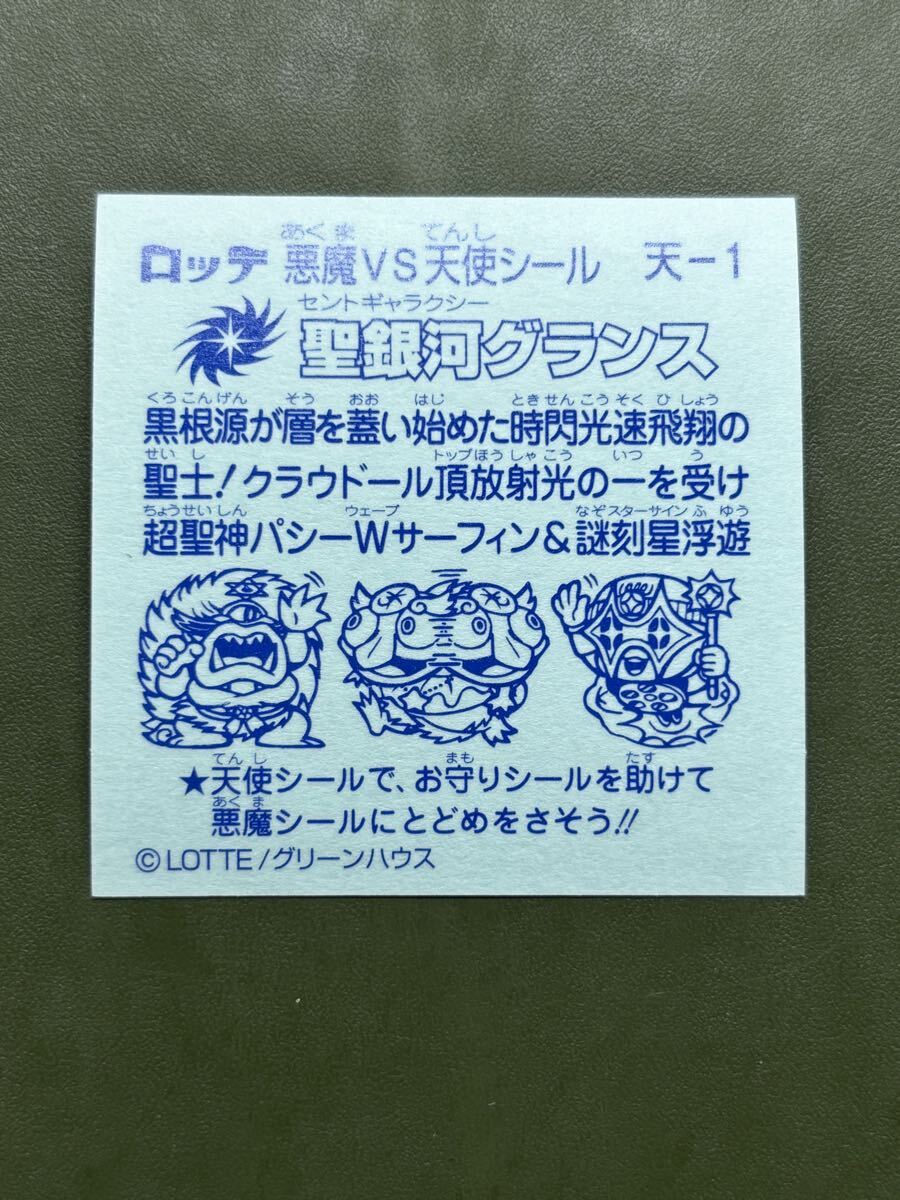 あくま てんし
ロッテ 悪魔VS天使シール 天-1
セントギャラクシー
聖銀河グランス
くろこんげん そう おお はじ ときせんこうそくひしょう
黒根源が層を蓋い始めた時閃光速飛翔の
せいし トップほうしゃこう いつ う
聖士!クラウドール頂放射光の一を受け
ちょうせいしん ウェーブ なぞスターサインふゆう
超聖神パシーWサーフィン&謎刻星浮遊
てんし まも たす
★天使シールで、お守りシールを助けて
あくま
悪魔シールにとどめをさそう!!
©LOTTE/グリーンハウス